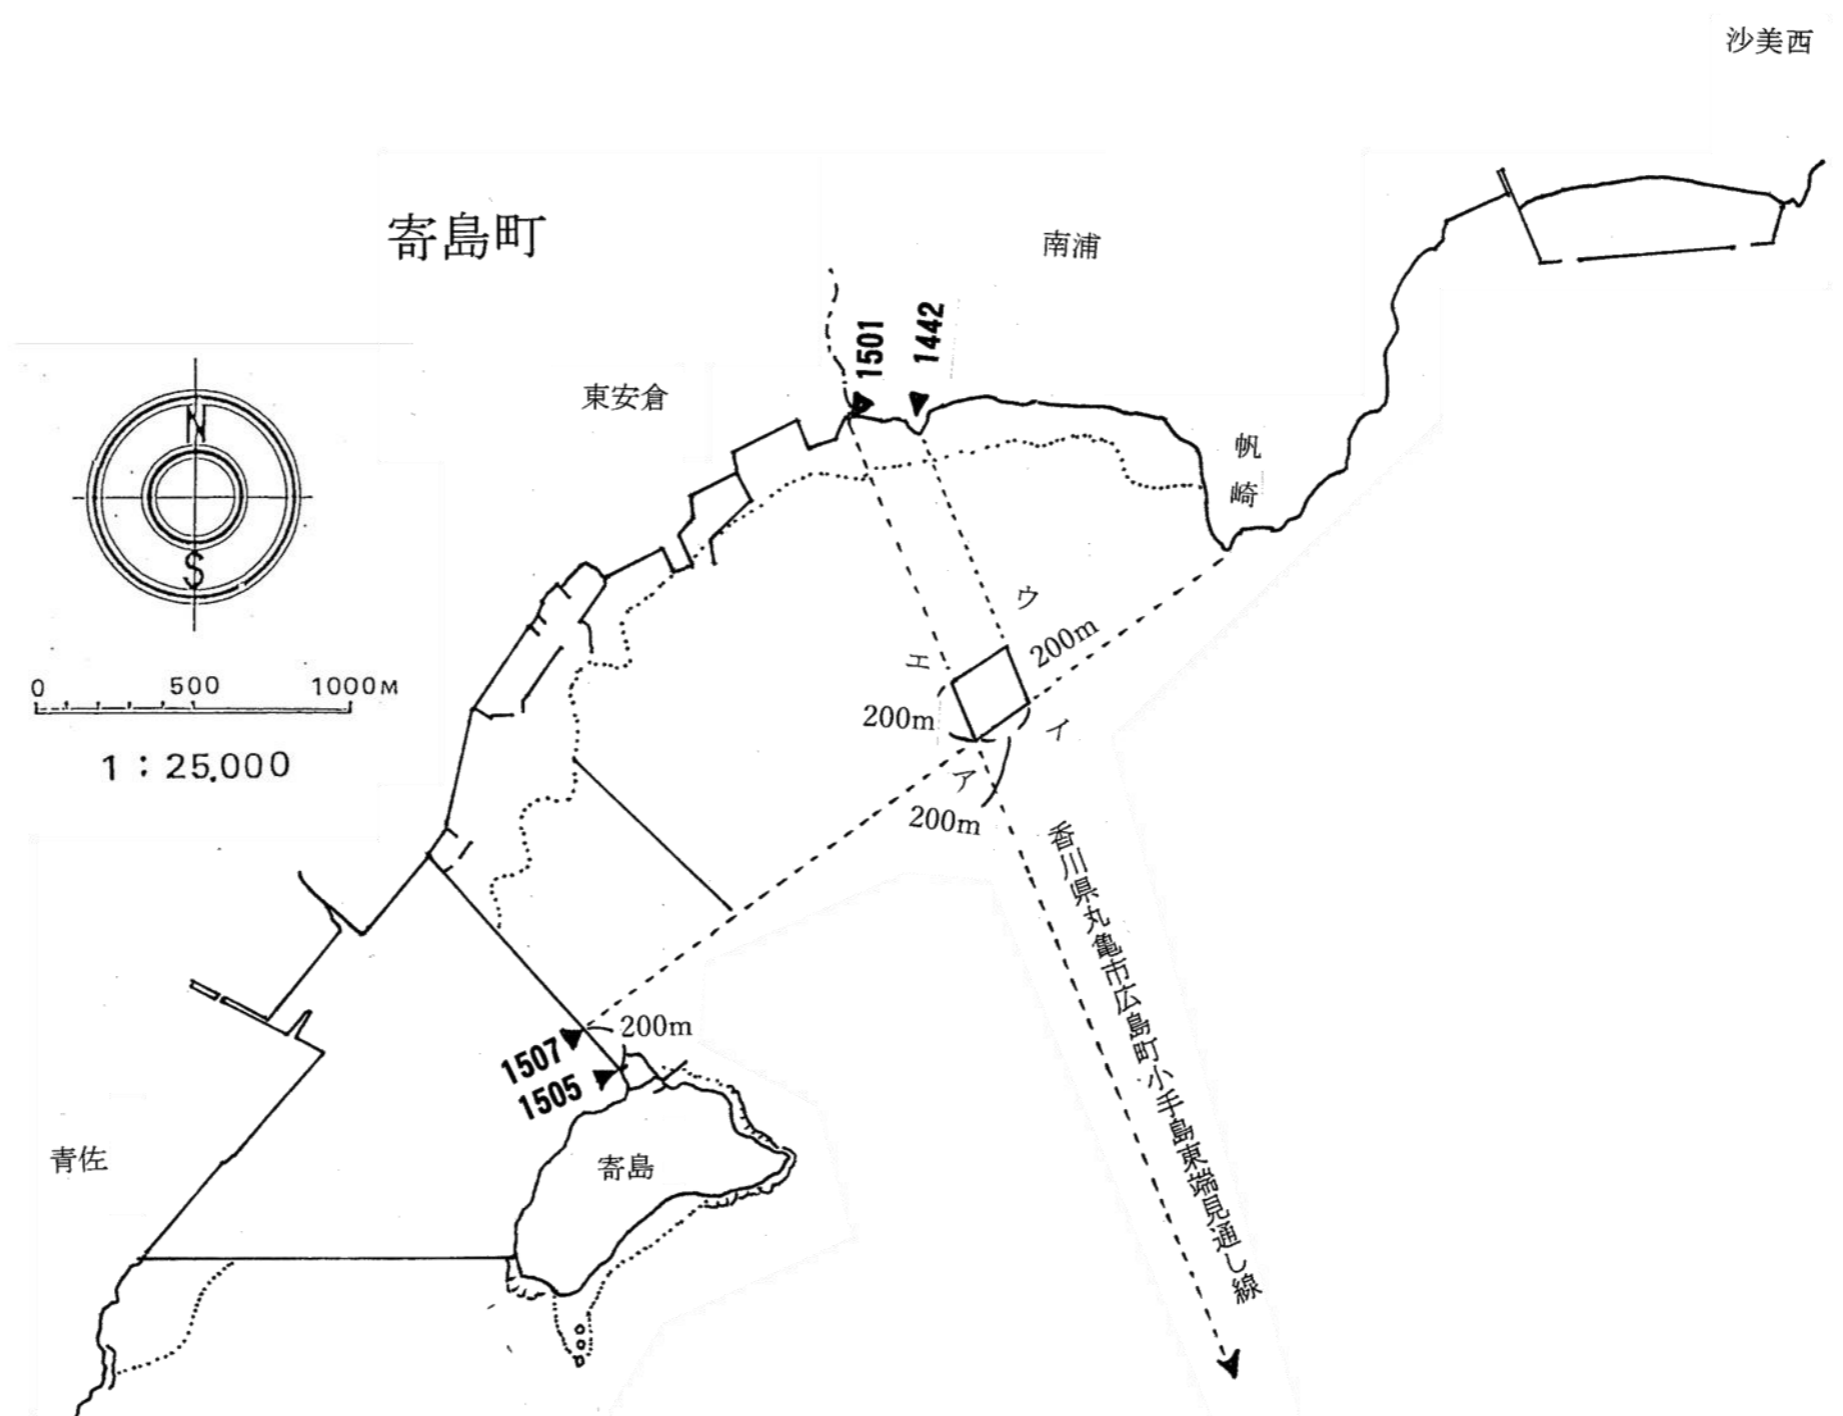 沙美西
寄島町
南浦
1501
1442
東安倉
N
S
帆崎
0 500 1000M
1:25,000
ウ
200m
エ
200m
イ
ア
200m
香川県丸亀市広島町小手島東端見通し線
200m
1507
1505
青佐
寄島